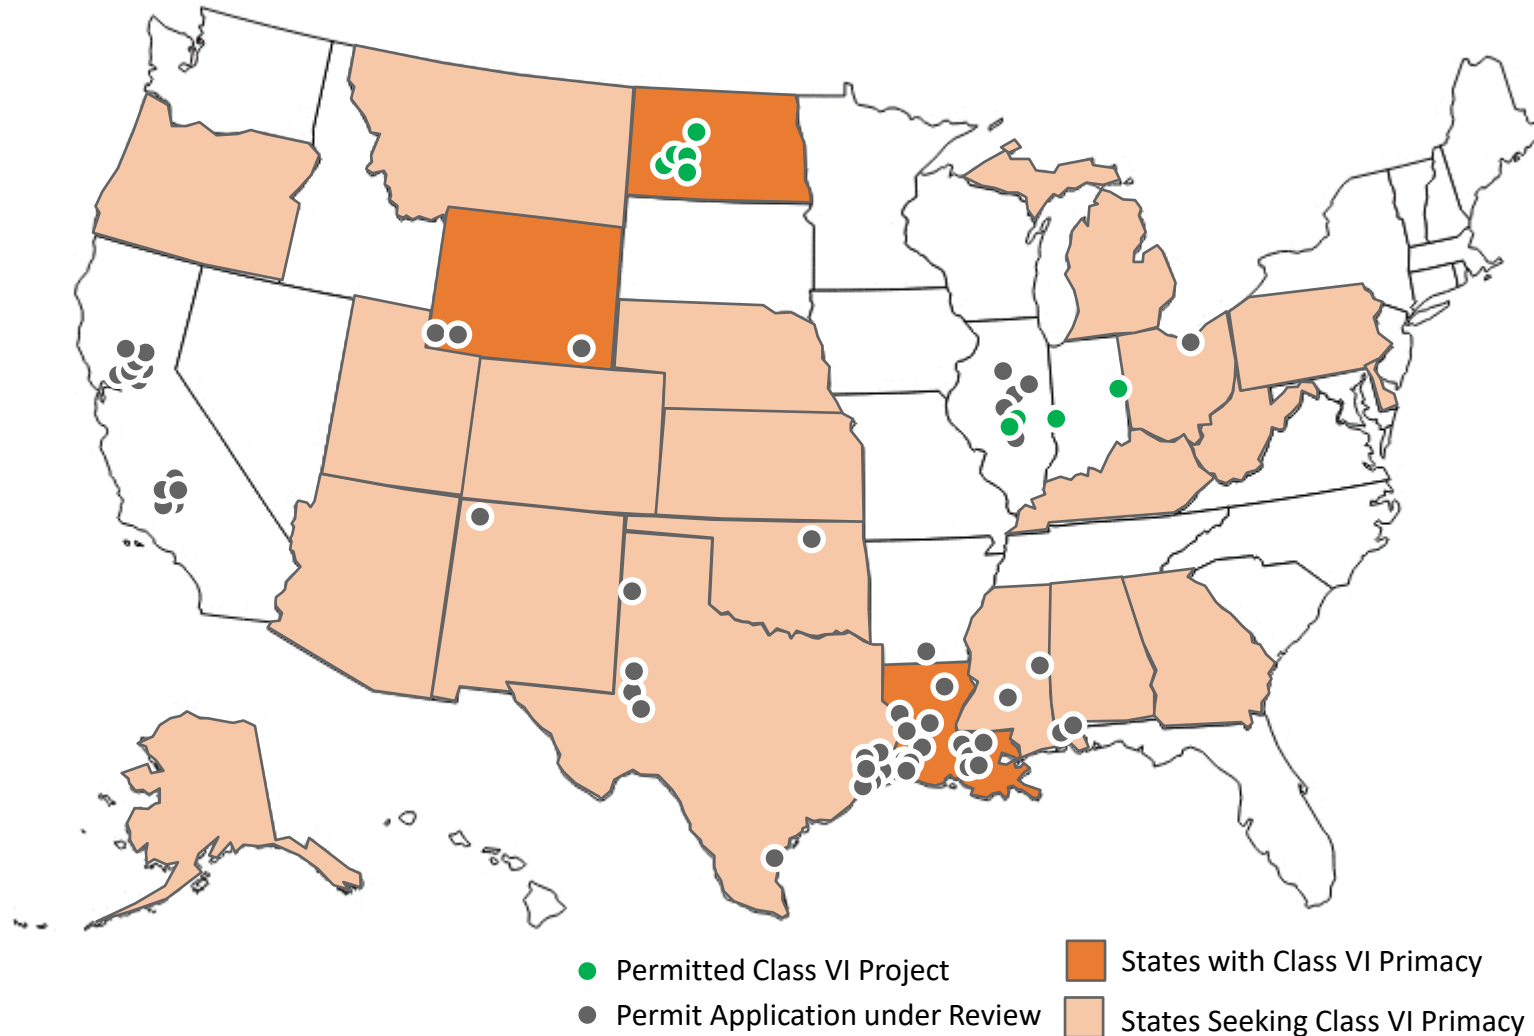 Permitted Class VI Project
Permit Application under Review
States with Class VI Primacy
States Seeking Class VI Primacy